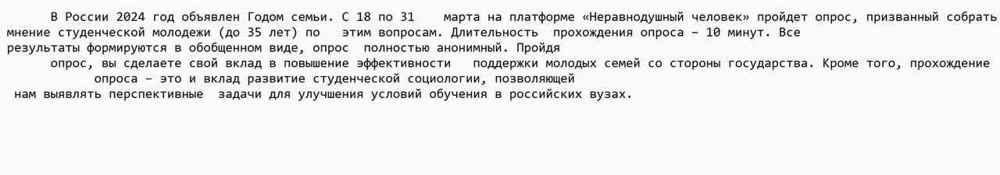 В России 2024 год объявлен Годом семьи. С 18 по 31 марта на платформе «Неравнодушный человек» пройдет опрос, призванный собрать
мнение студенческой молодежи (до 35 лет) по этим вопросам. Длительность прохождения опроса – 10 минут. Все
результаты формируются в обобщенном виде, опрос полностью анонимный. Пройдя
опрос, вы сделаете свой вклад в повышение эффективности поддержки молодых семей со стороны государства. Кроме того, прохождение
опроса – это и вклад развитие студенческой социологии, позволяющей
нам выявлять перспективные задачи для улучшения условий обучения в российских вузах.